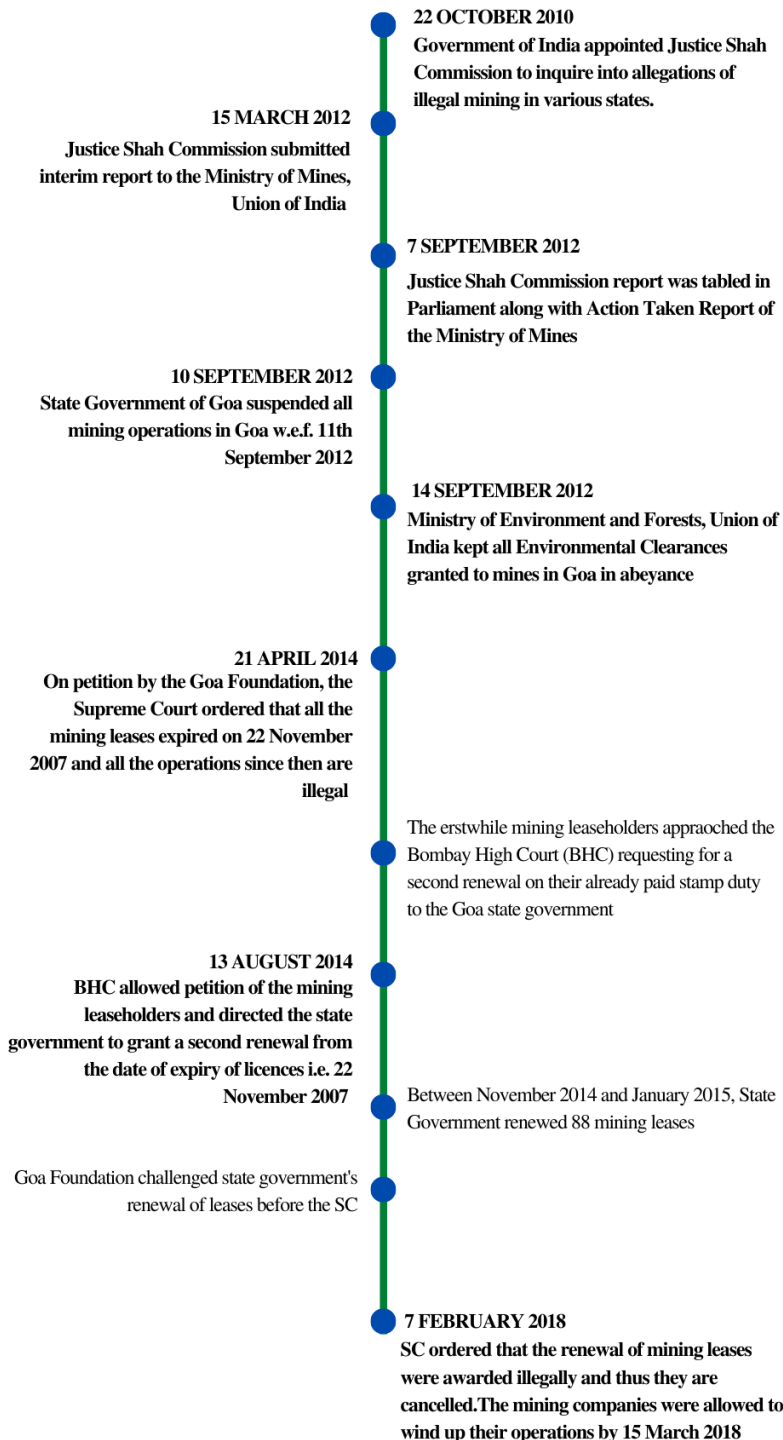 22 OCTOBER 2010
Government of India appointed Justice Shah
Commission to inquire into allegations of
illegal mining in various states.
15 MARCH 2012
Justice Shah Commission submitted
interim report to the Ministry of Mines,
Union of India
7 SEPTEMBER 2012
Justice Shah Commission report was tabled in
Parliament along with Action Taken Report of
the Ministry of Mines
10 SEPTEMBER 2012
State Government of Goa suspended all
mining operations in Goa w.e.f. 11th
September 2012
14 SEPTEMBER 2012
Ministry of Environment and Forests, Union of
India kept all Environmental Clearances
granted to mines in Goa in abeyance
21 APRIL 2014
On petition by the Goa Foundation, the
Supreme Court ordered that all the
mining leases expired on 22 November
2007 and all the operations since then are
illegal
The erstwhile mining leaseholders appraoched the
Bombay High Court (BHC) requesting for a
second renewal on their already paid stamp duty
to the Goa state government
13 AUGUST 2014
BHC allowed petition of the mining
leaseholders and directed the state
government to grant a second renewal from
the date of expiry of licences i.e. 22
November 2007
Between November 2014 and January 2015, State
Government renewed 88 mining leases
Goa Foundation challenged state government's
renewal of leases before the SC
7 FEBRUARY 2018
SC ordered that the renewal of mining leases
were awarded illegally and thus they are
cancelled.The mining companies were allowed to
wind up their operations by 15 March 2018